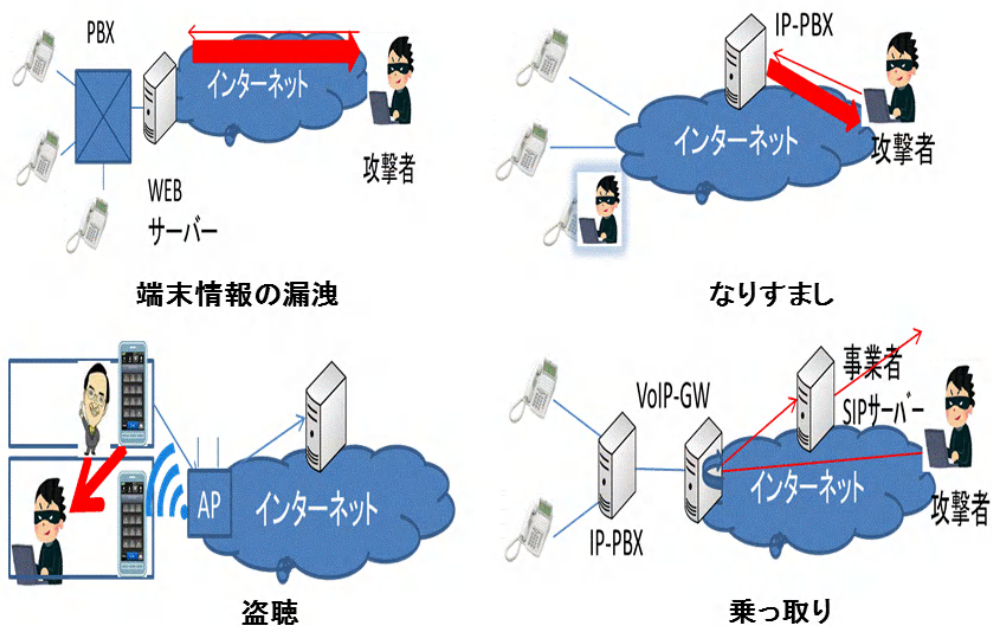 PBX
インターネット
攻撃者
WEB
サーバー
端末情報の漏洩
IP-PBX
インターネット
攻撃者
なりすまし
AP
インターネット
盗聴
VoIP-GW
事業者
SIPサーバー
インターネット
攻撃者
IP-PBX
乗っ取り